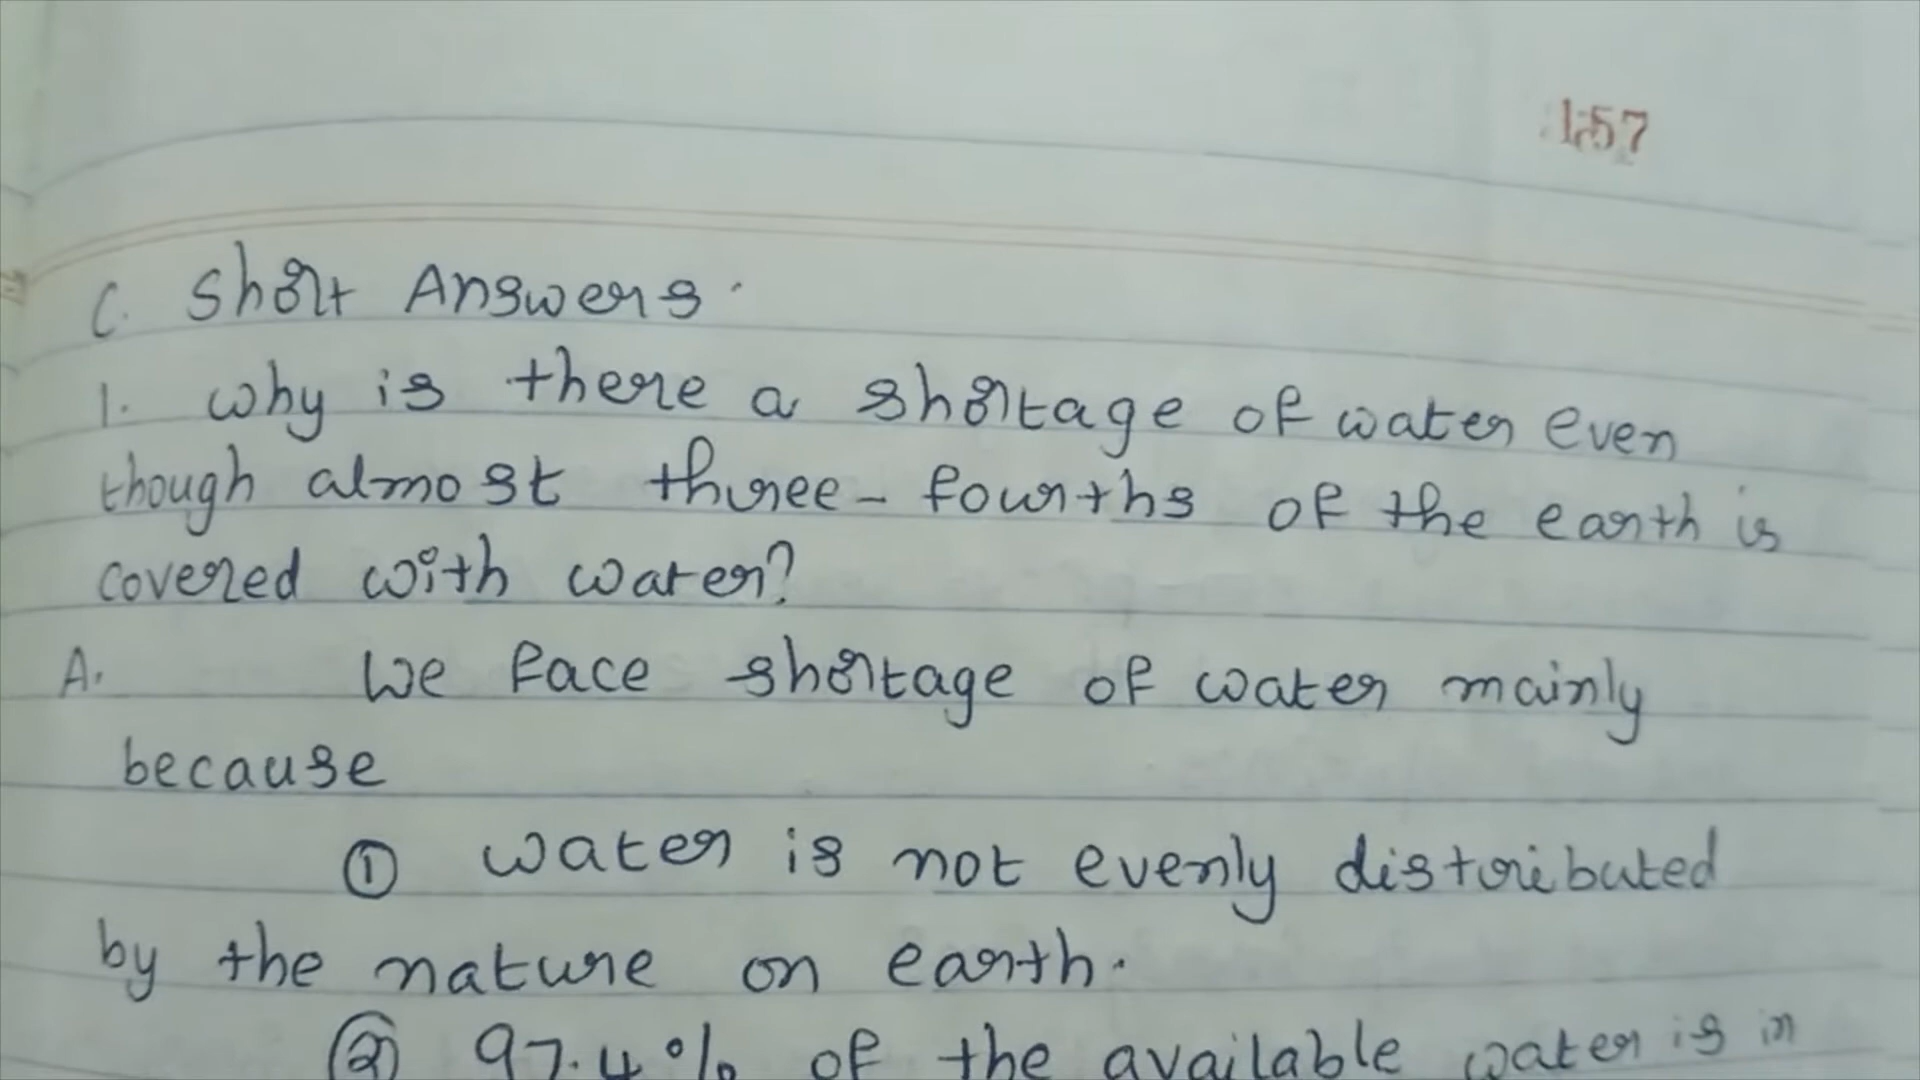 157
C. Short Answers.
1. Why is there a shortage of water even
though almost three-fourths of the earth is
covered with water?
A. We face shortage of water mainly
because
① water is not evenly distributed
by the nature on earth.
② 97.4% of the available water is in